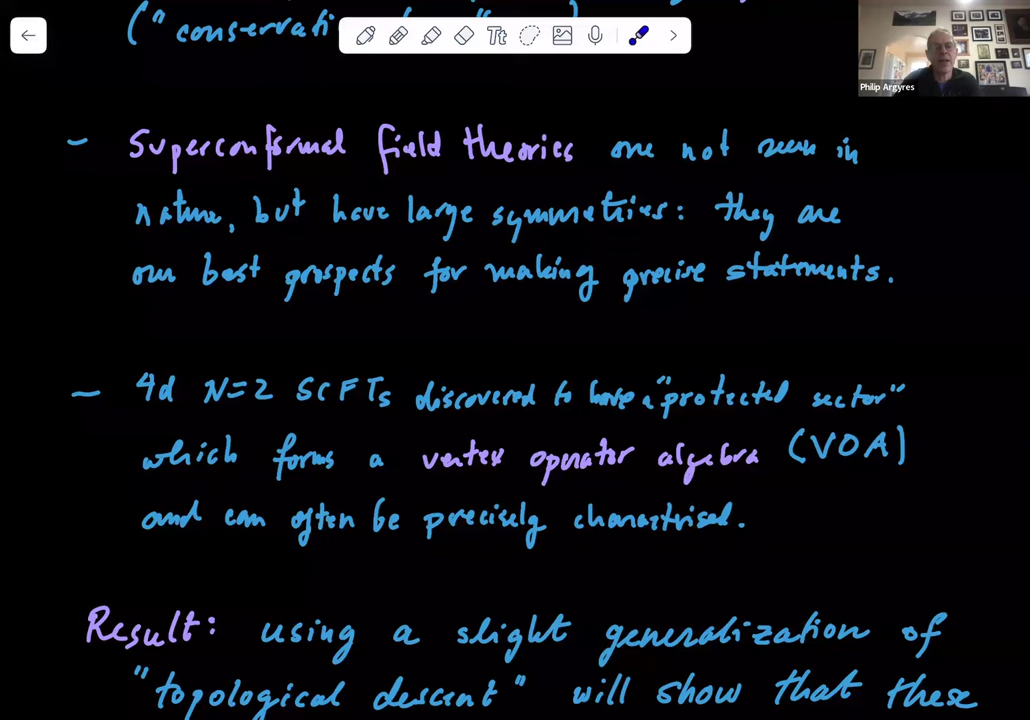 ("conservati
Tt
Philip Argyres
- Superconformal field theories are not seen in
nature, but have large symmetries: they are
our best prospects for making precise statements.
- 4d N=2 SCFTs discovered to have a "protected sector"
which forms a vertex operator algebra (VOA)
and can often be precisely charactrised.
Result: using a slight generalization of
"topological descent" will show that these